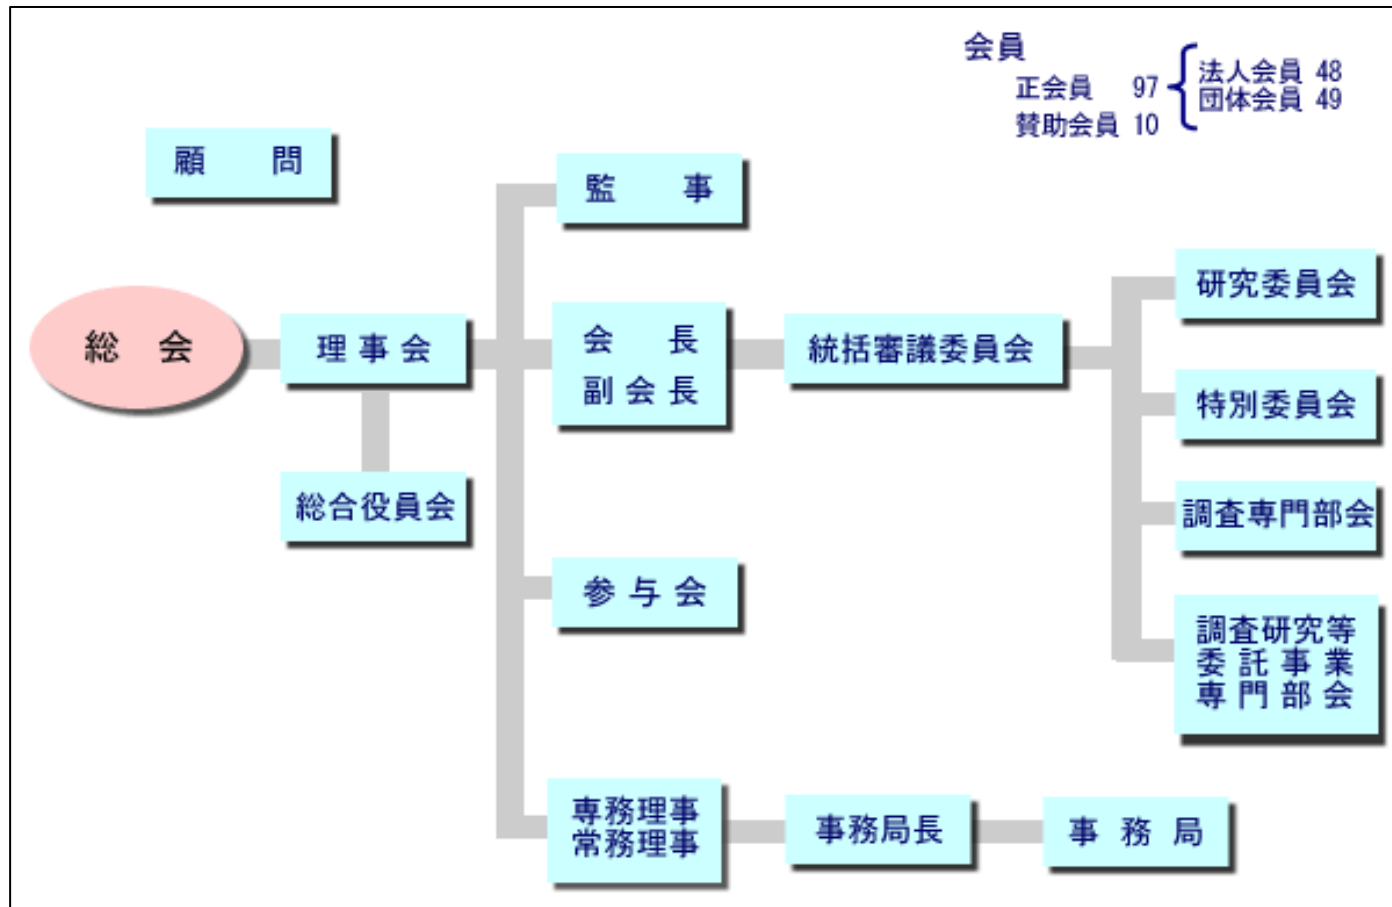 会員
正会員 97
法人会員 48
団体会員 49
賛助会員 10
顧 問
監 事
総 会
理 事 会
会 長
副 会 長
統括審議委員会
研究委員会
特別委員会
調査専門部会
調査研究等
委 託 事 業
専 門 部 会
総合役員会
参 与 会
専務理事
常務理事
事務局長
事 務 局